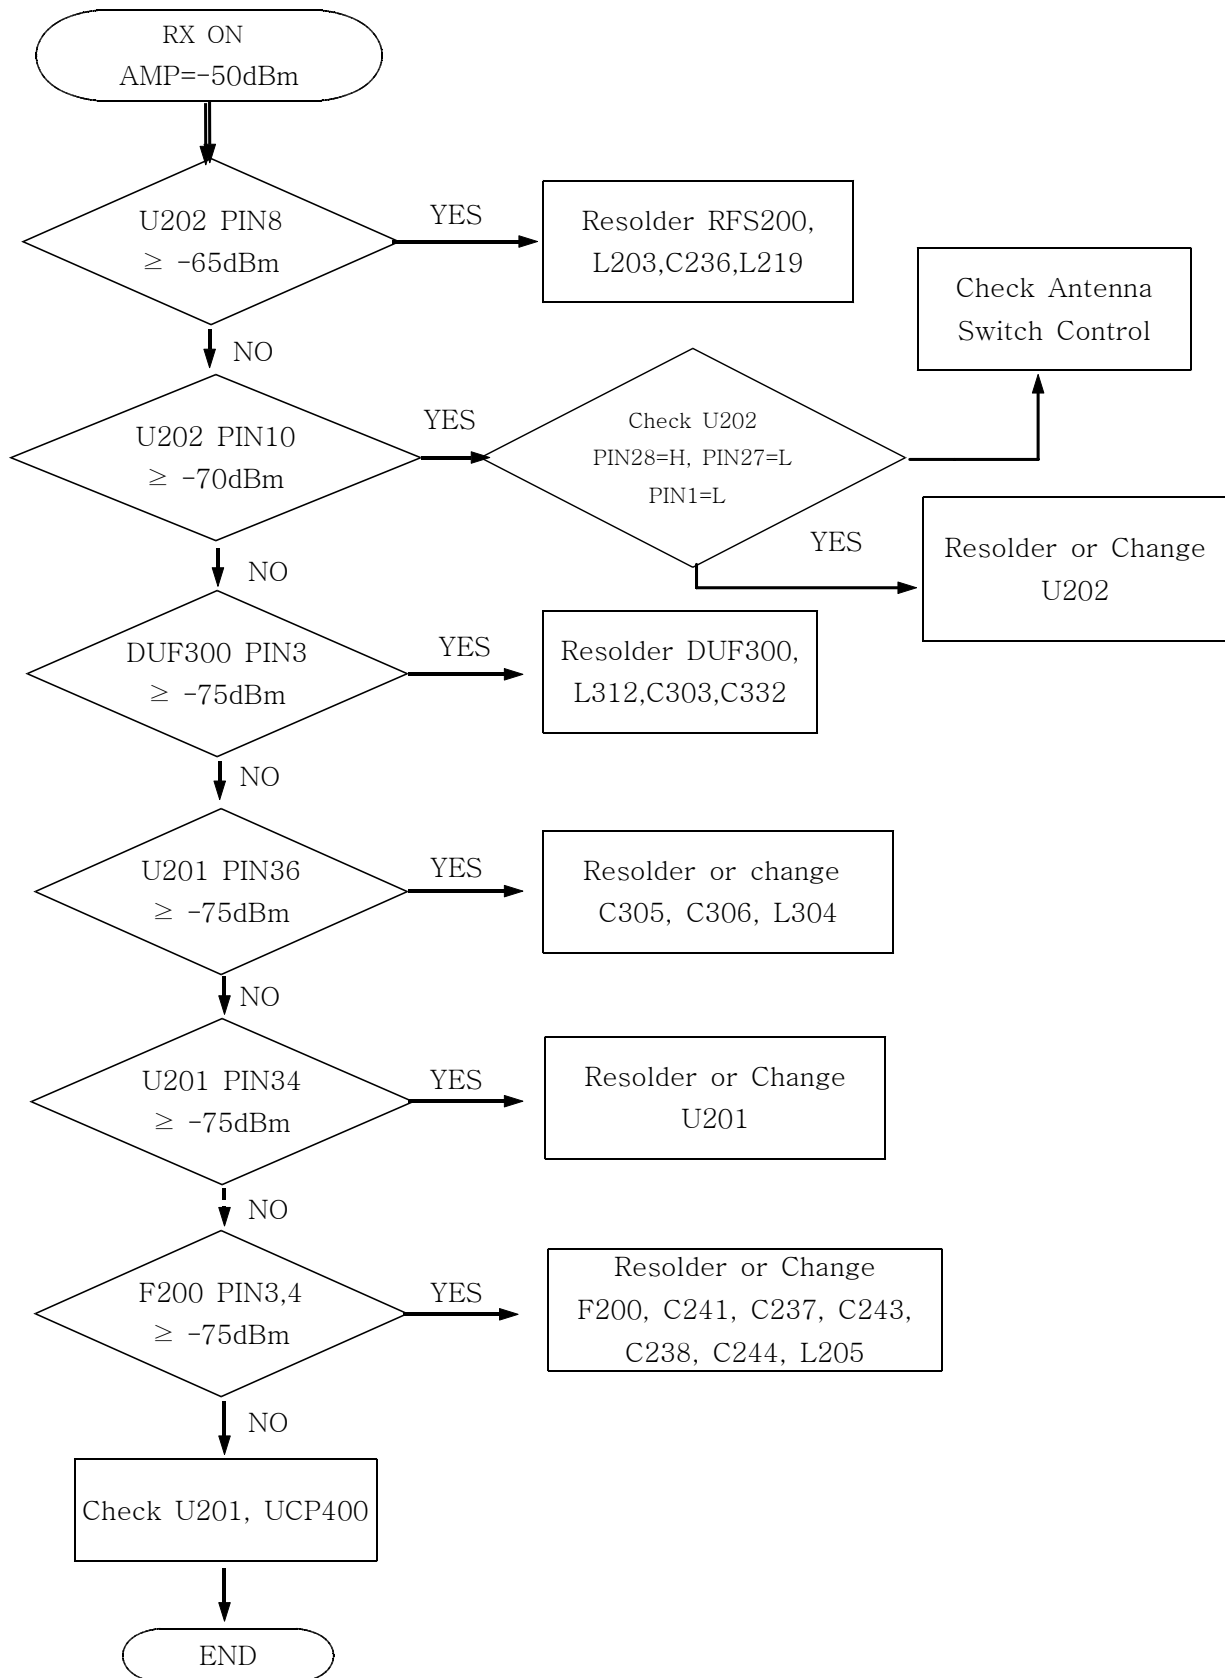 RX ON
AMP=-50dBm
U202 PIN8
≥ -65dBm
YES
Resolder RFS200,
L203,C236,L219
NO
Check Antenna
Switch Control
U202 PIN10
≥ -70dBm
YES
Check U202
PIN28=H, PIN27=L
PIN1=L
YES
Resolder or Change
U202
NO
DUF300 PIN3
≥ -75dBm
YES
Resolder DUF300,
L312,C303,C332
NO
U201 PIN36
≥ -75dBm
YES
Resolder or change
C305, C306, L304
NO
U201 PIN34
≥ -75dBm
YES
Resolder or Change
U201
NO
F200 PIN3,4
≥ -75dBm
YES
Resolder or Change
F200, C241, C237, C243,
C238, C244, L205
NO
Check U201, UCP400
END